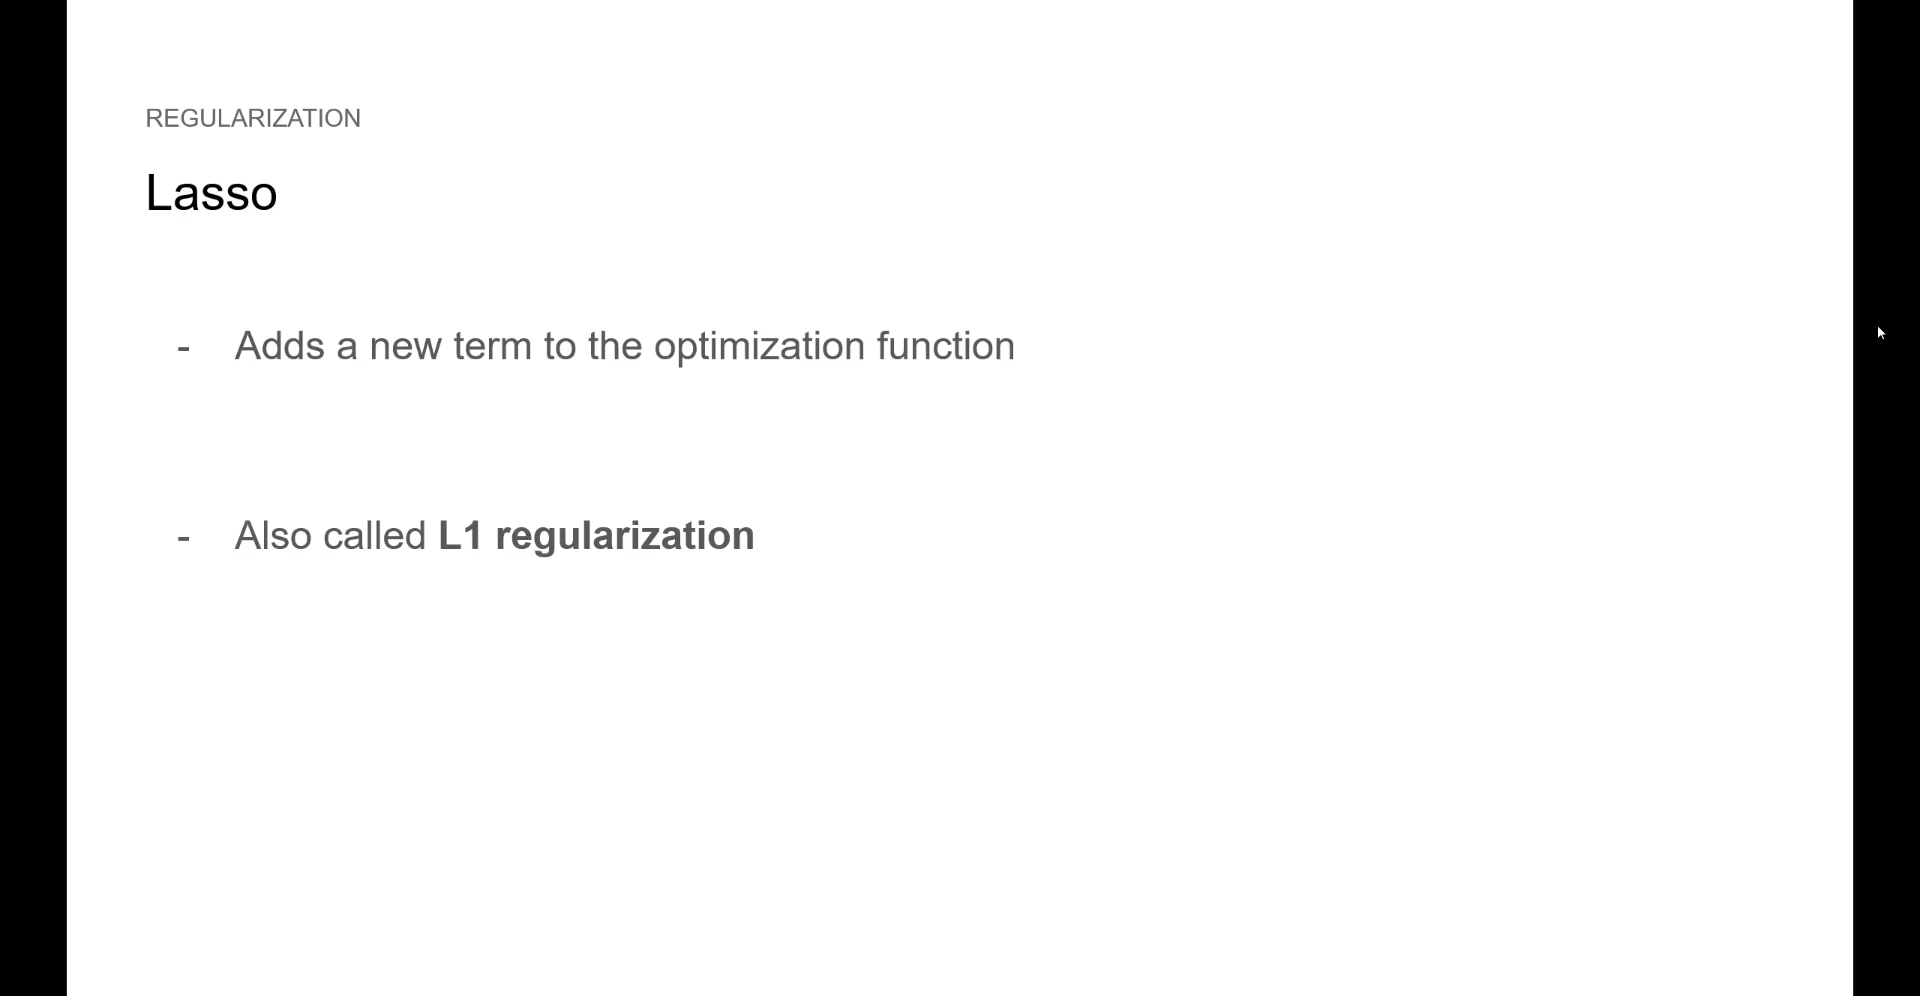 REGULARIZATION
Lasso
- Adds a new term to the optimization function
- Also called L1 regularization